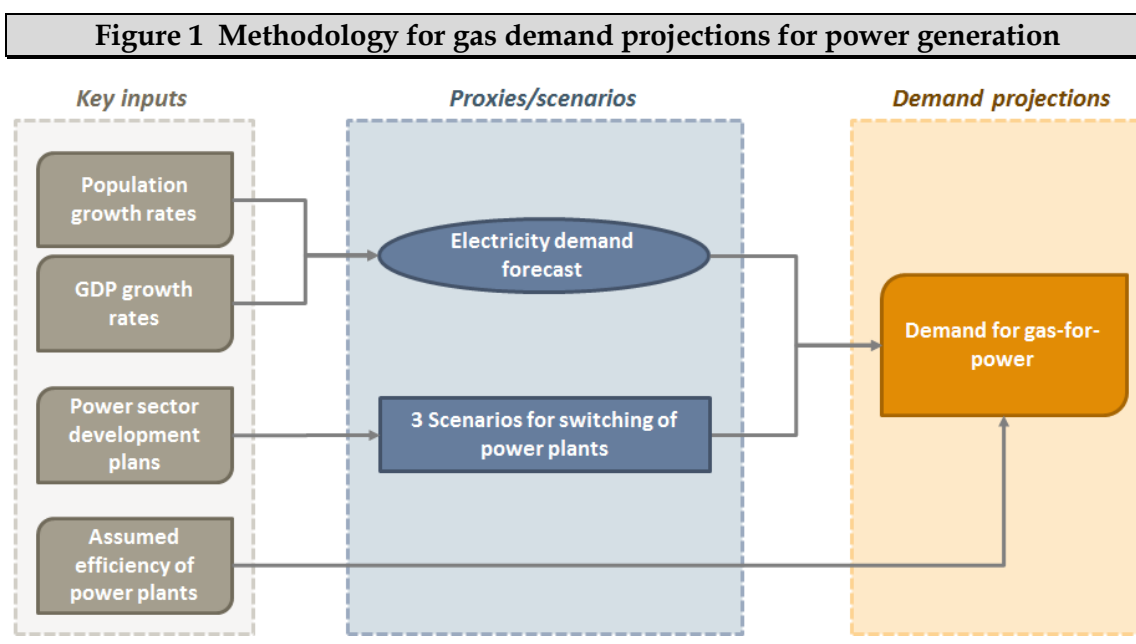 Figure 1 Methodology for gas demand projections for power generation
Key inputs
Proxies/scenarios
Demand projections
Population
growth rates
GDP growth
rates
Power sector
development
plans
Assumed
efficiency of
power plants
Electricity demand
forecast
3 Scenarios for switching of
power plants
Demand for gas-for-
power